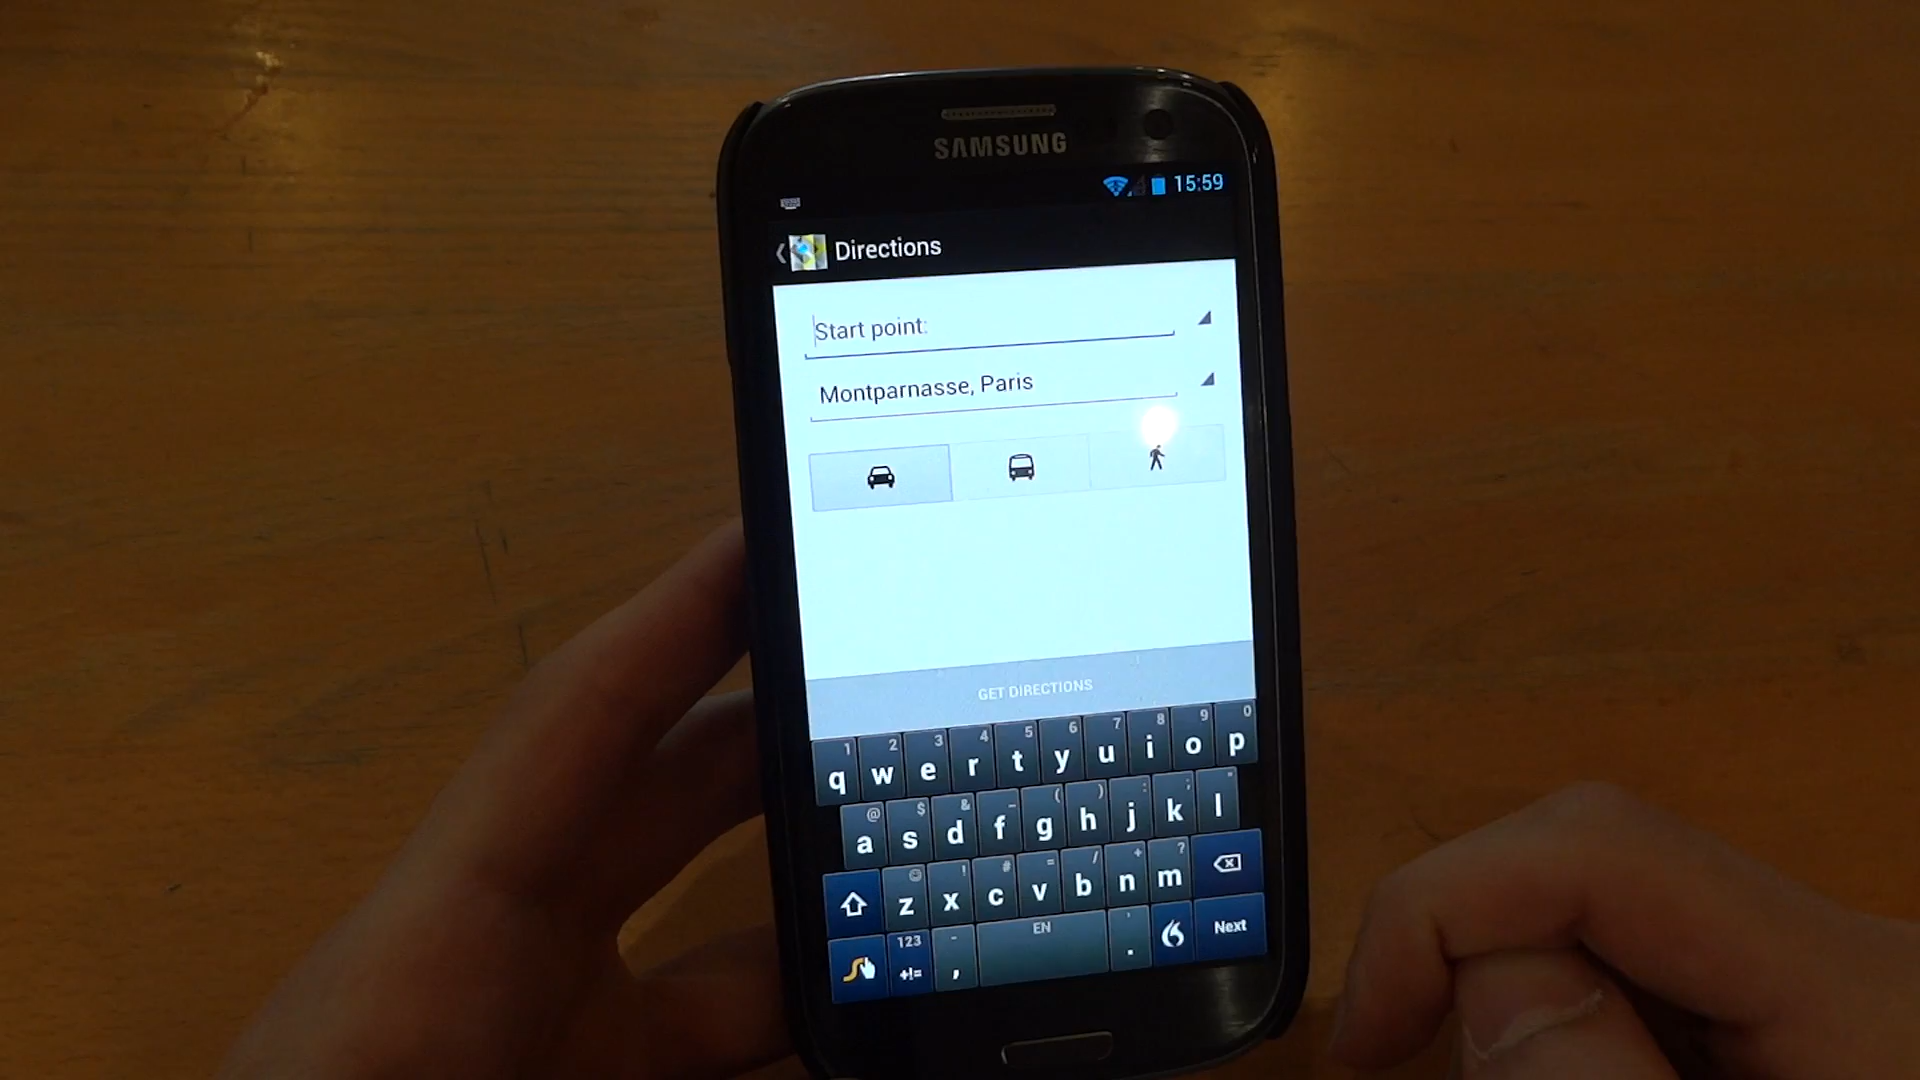 SAMSUNG
15:59
Directions
Start point:
Montparnasse, Paris
GET DIRECTIONS
1 2 3 4 5 6 7 8 9 0
q w e r t y u i o p
@ $ & _ ( ) : ; "
a s d f g h j k l
! # = / + ?
z x c v b n m
123 - EN '
+!= , . Next